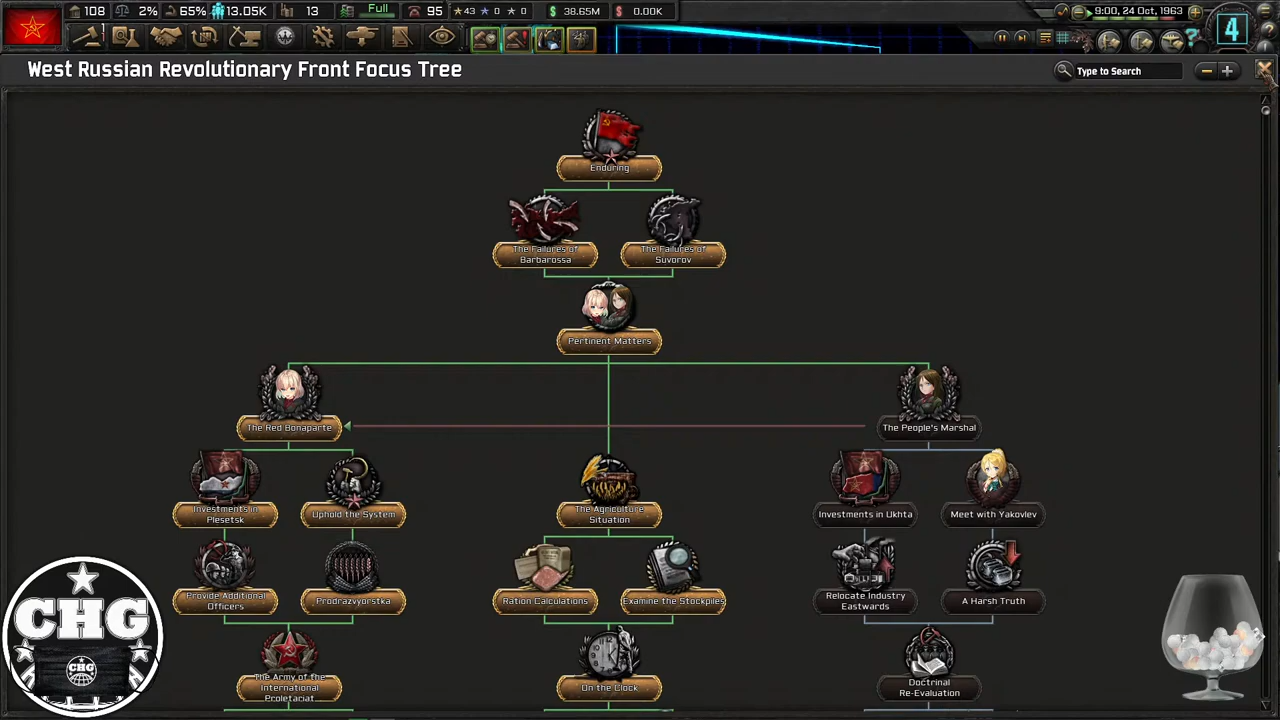 108 2% 65% 13.05K 13 Full 95 43 0 0 38.65M 0.00K 9:00, 24 Oct, 1963
4
West Russian Revolutionary Front Focus Tree
Type to Search
Enduring
The Failures of
Barbarossa
The Failures of
Suvorov
Pertinent Matters
The Red Bonaparte
The People's Marshal
Investments in
Plesetsk
Uphold the System
The Agriculture
Situation
Investments in Ukhta
Meet with Yakovlev
Provide Additional
Officers
Prodrazvyorstka
Ration Calculations
Examine the Stockpiles
Relocate Industry
Eastwards
A Harsh Truth
The Army of the
International
Proletariat
On the Clock
Doctrinal
Re-Evaluation
CHG
CHG